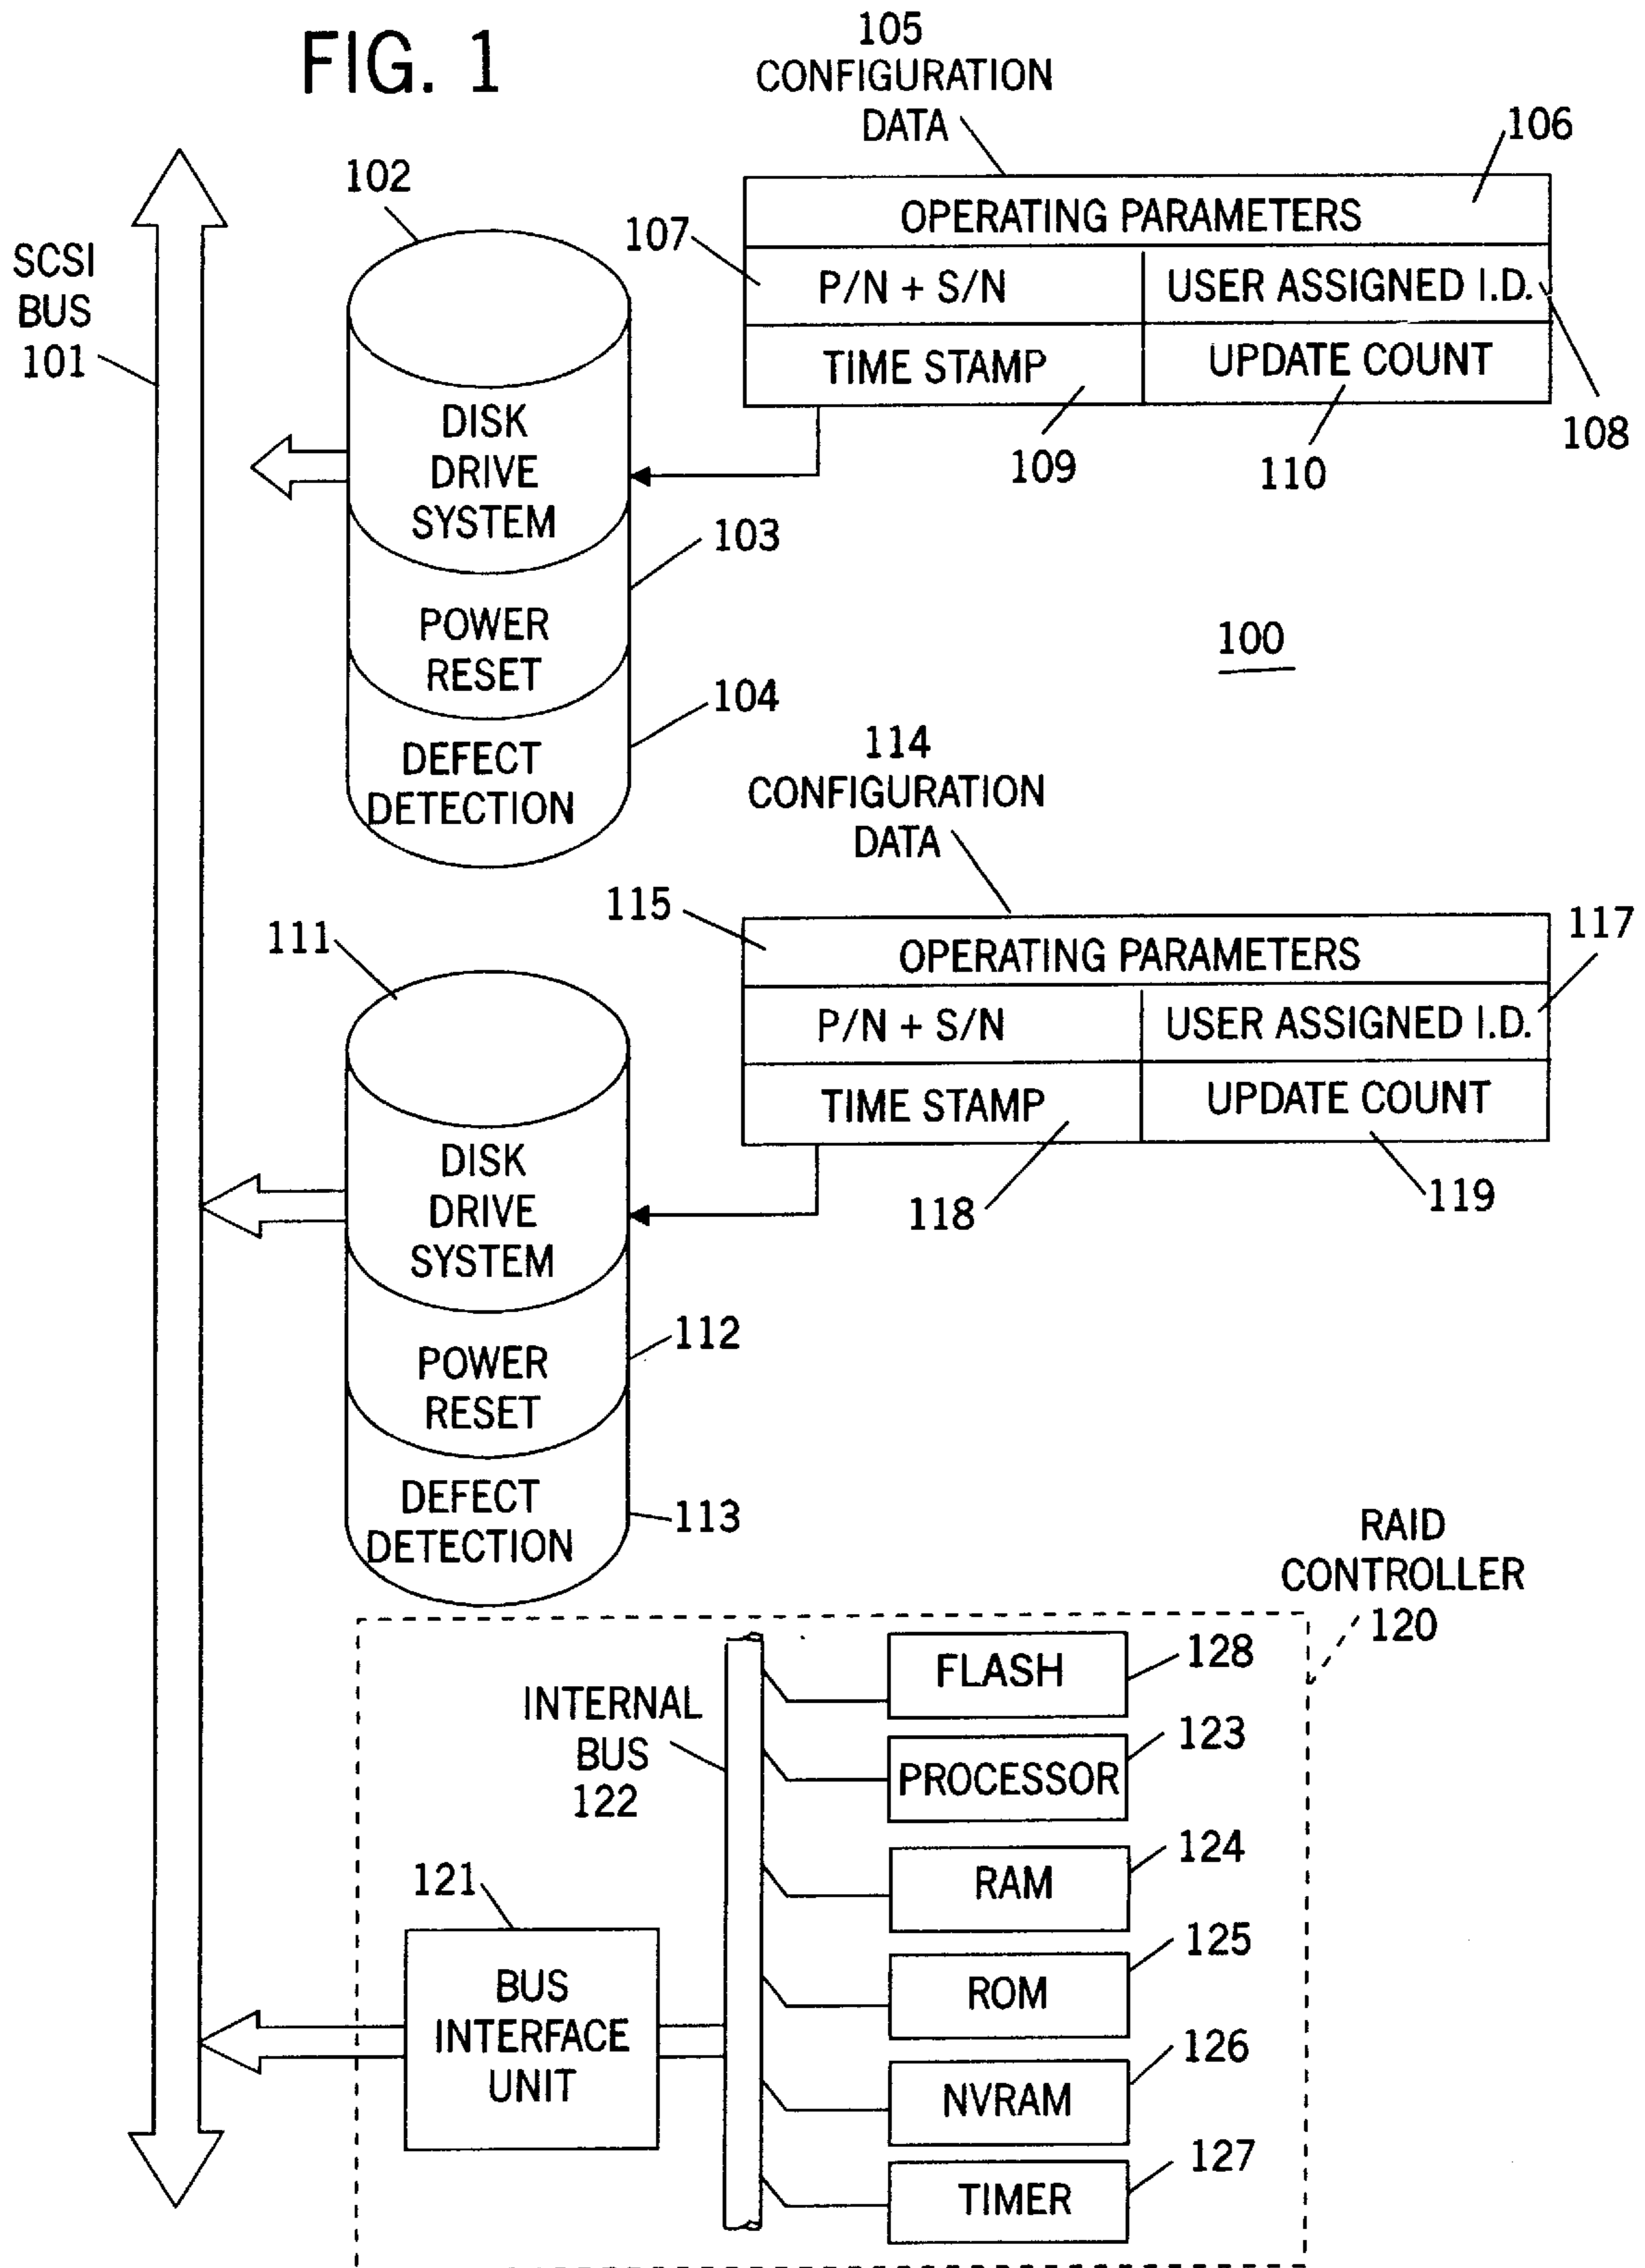 FIG. 1
105
CONFIGURATION
DATA
106
102
OPERATING PARAMETERS
107
P/N + S/N
USER ASSIGNED I.D.
TIME STAMP
UPDATE COUNT
108
109
110
SCSI
BUS
101
DISK
DRIVE
SYSTEM
103
POWER
RESET
100
104
DEFECT
DETECTION
114
CONFIGURATION
DATA
115
117
111
OPERATING PARAMETERS
P/N + S/N
USER ASSIGNED I.D.
TIME STAMP
UPDATE COUNT
118
119
DISK
DRIVE
SYSTEM
112
POWER
RESET
113
DEFECT
DETECTION
RAID
CONTROLLER
120
FLASH
128
INTERNAL
BUS
122
PROCESSOR
123
RAM
124
121
ROM
125
BUS
INTERFACE
UNIT
NVRAM
126
TIMER
127